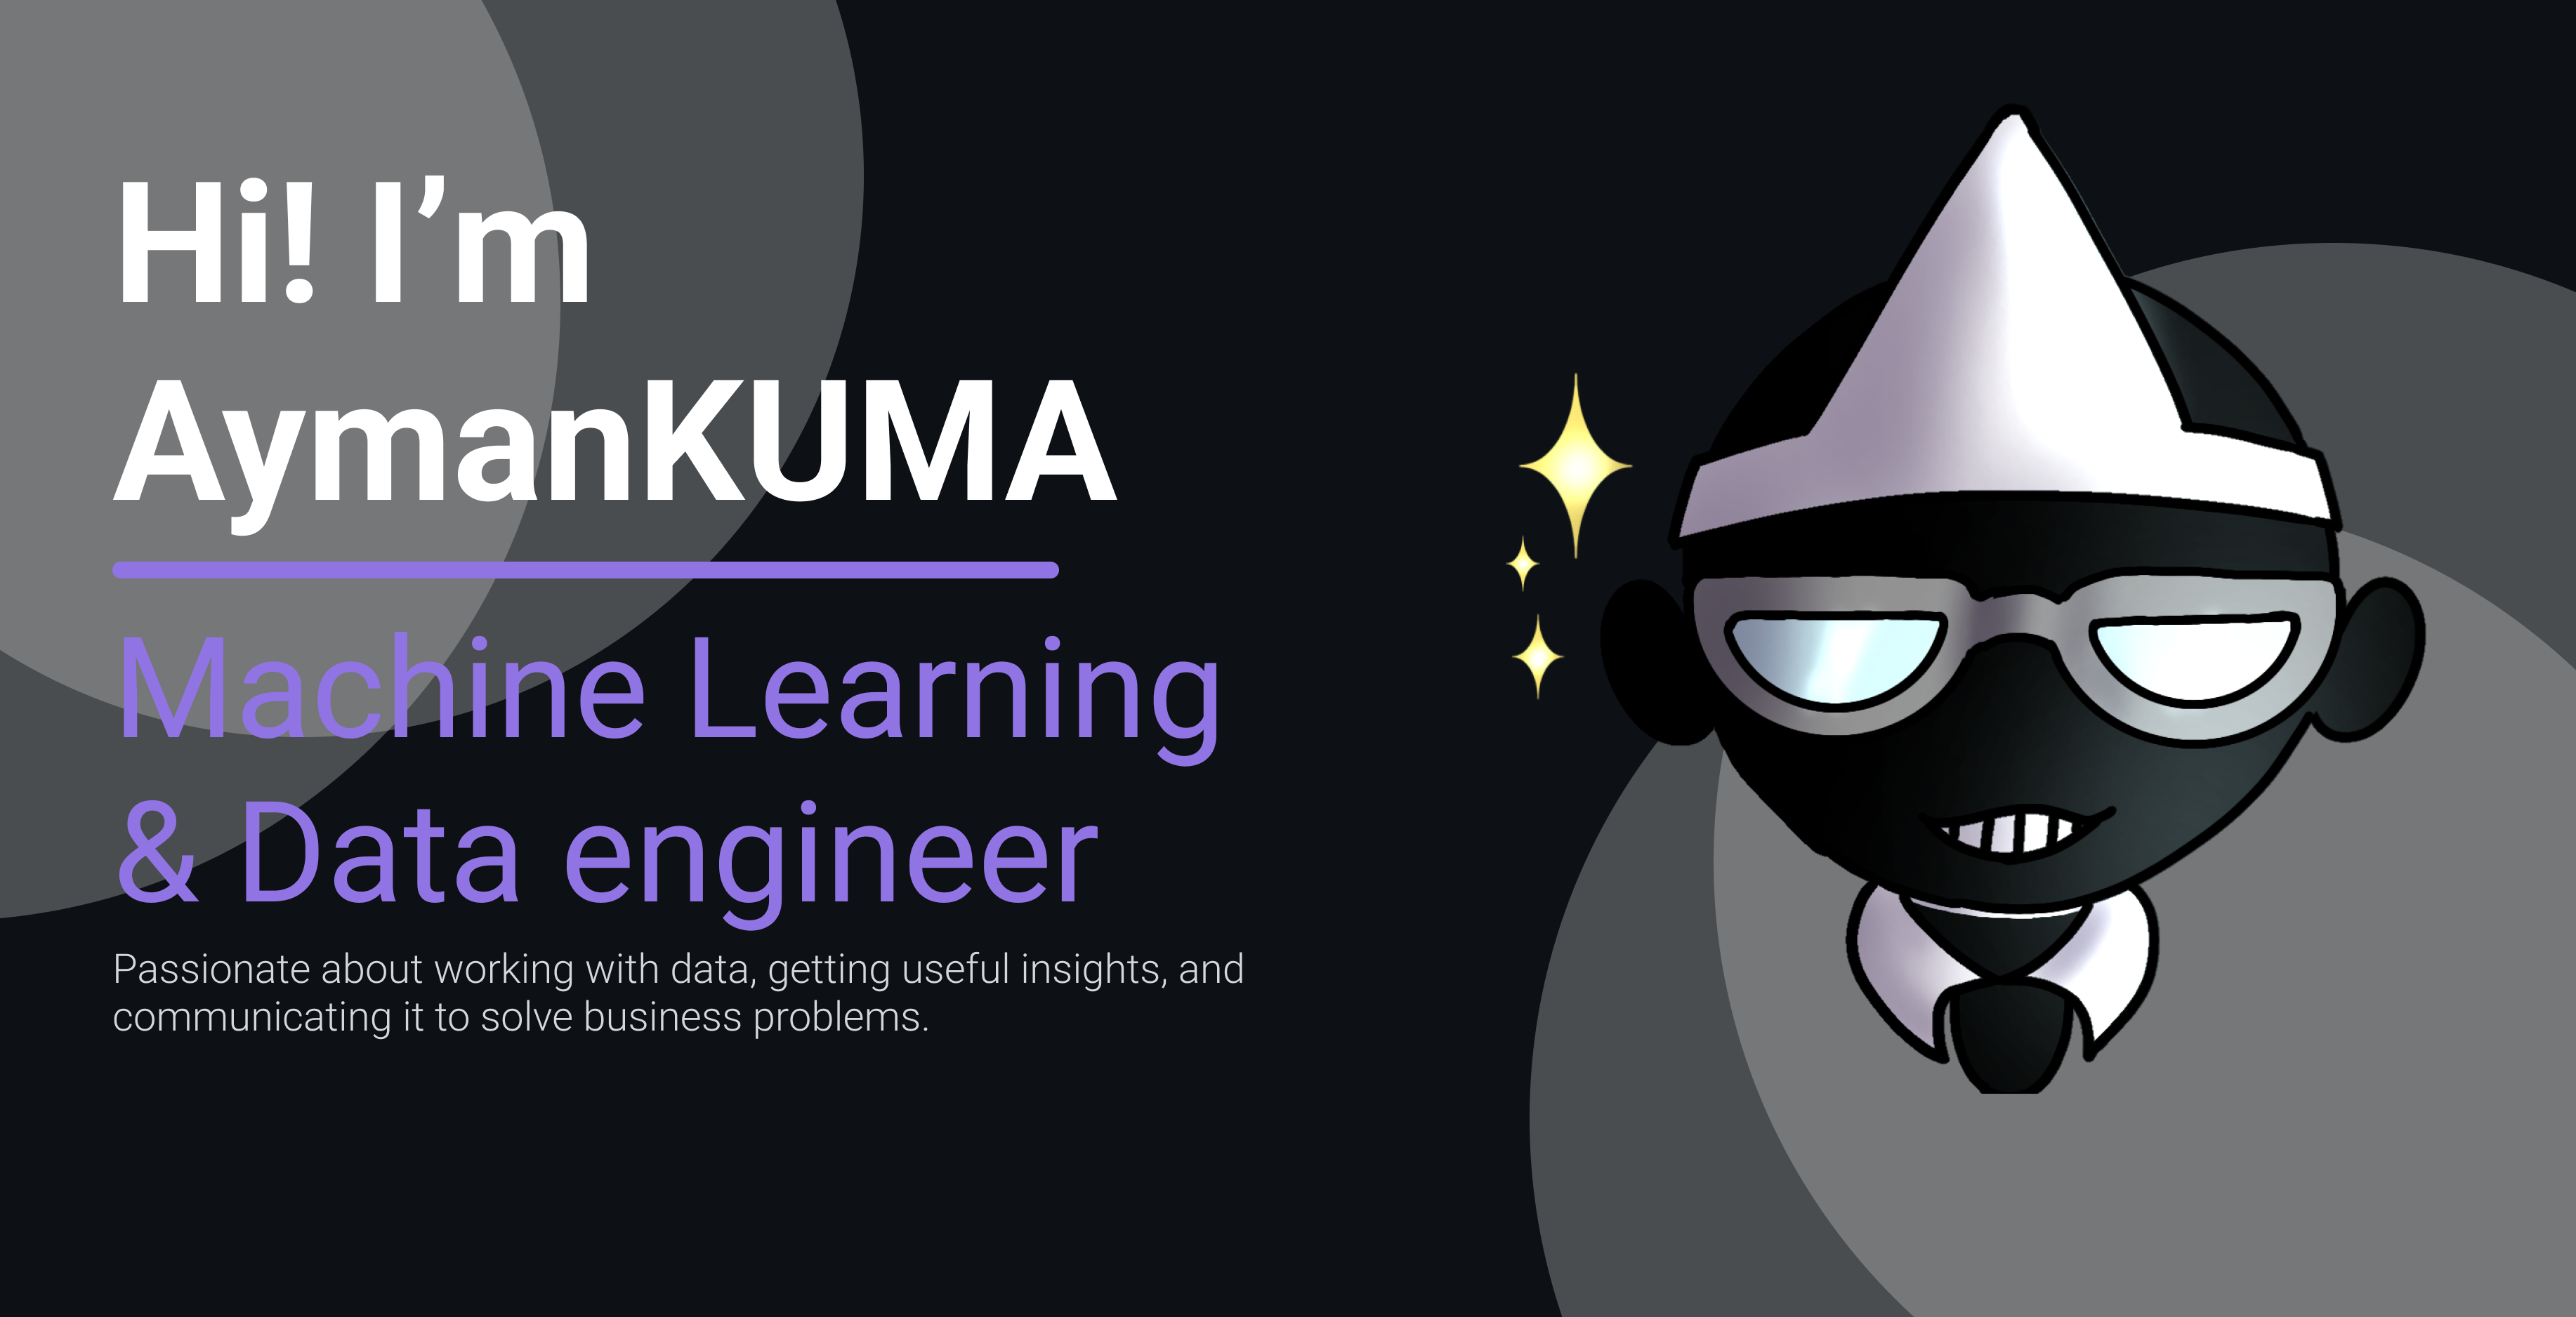 Hi! I’m
AymanKUMA
Machine Learning
& Data engineer
Passionate about working with data, getting useful insights, and
communicating it to solve business problems.